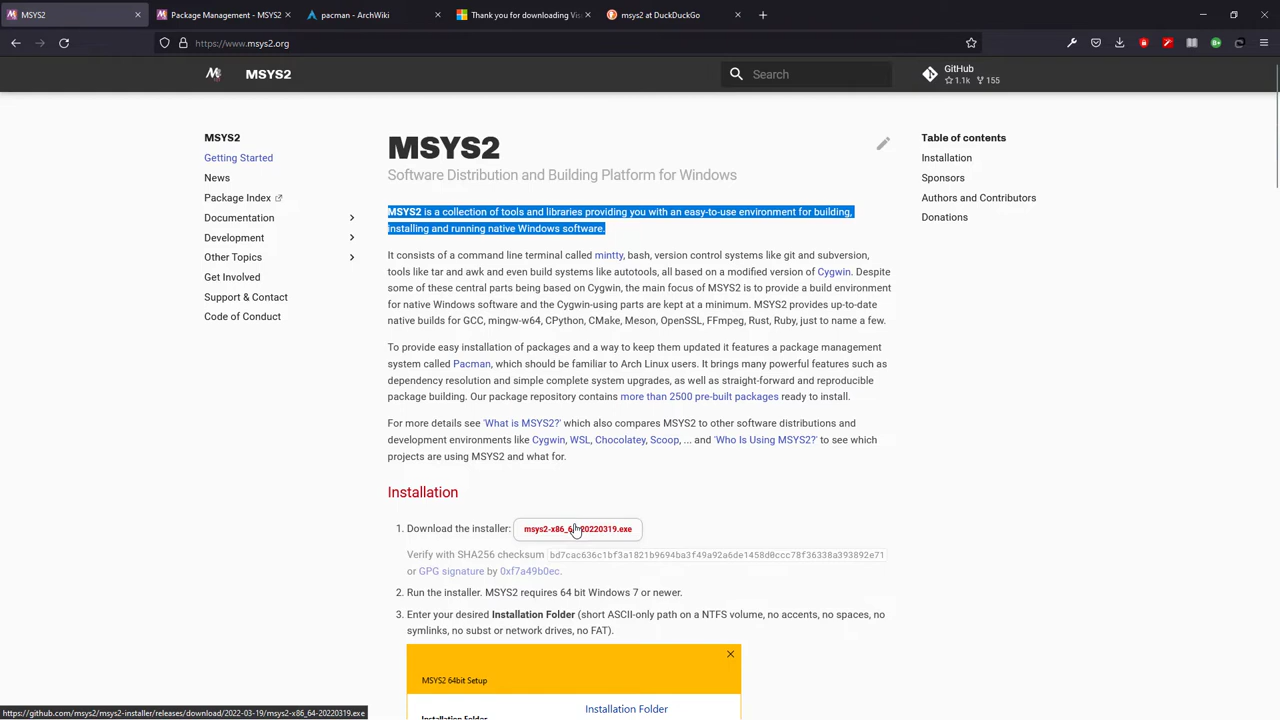 MSYS2
Package Management - MSYS2
pacman - ArchWiki
Thank you for downloading Vis
msys2 at DuckDuckGo
https://www.msys2.org
MSYS2
Search
GitHub
1.1k 155
MSYS2
Getting Started
News
Package Index
Documentation
Development
Other Topics
Get Involved
Support & Contact
Code of Conduct
MSYS2
Software Distribution and Building Platform for Windows
MSYS2 is a collection of tools and libraries providing you with an easy-to-use environment for building,
installing and running native Windows software.
It consists of a command line terminal called mintty, bash, version control systems like git and subversion,
tools like tar and awk and even build systems like autotools, all based on a modified version of Cygwin. Despite
some of these central parts being based on Cygwin, the main focus of MSYS2 is to provide a build environment
for native Windows software and the Cygwin-using parts are kept at a minimum. MSYS2 provides up-to-date
native builds for GCC, mingw-w64, CPython, CMake, Meson, OpenSSL, FFmpeg, Rust, Ruby, just to name a few.
To provide easy installation of packages and a way to keep them updated it features a package management
system called Pacman, which should be familiar to Arch Linux users. It brings many powerful features such as
dependency resolution and simple complete system upgrades, as well as straight-forward and reproducible
package building. Our package repository contains more than 2500 pre-built packages ready to install.
For more details see 'What is MSYS2?' which also compares MSYS2 to other software distributions and
development environments like Cygwin, WSL, Chocolatey, Scoop, ... and 'Who Is Using MSYS2?' to see which
projects are using MSYS2 and what for.
Installation
1. Download the installer: msys2-x86_64-20220319.exe
Verify with SHA256 checksum bd7cac636c1bf3a1821b9694ba3f49a92a6de1458d0ccc78f36338a393892e71
or GPG signature by 0xf7a49b0ec.
2. Run the installer. MSYS2 requires 64 bit Windows 7 or newer.
3. Enter your desired Installation Folder (short ASCII-only path on a NTFS volume, no accents, no spaces, no
symlinks, no subst or network drives, no FAT).
MSYS2 64bit Setup
Installation Folder
Installation Folder
Table of contents
Installation
Sponsors
Authors and Contributors
Donations
https://github.com/msys2/msys2-installer/releases/download/2022-03-19/msys2-x86_64-20220319.exe